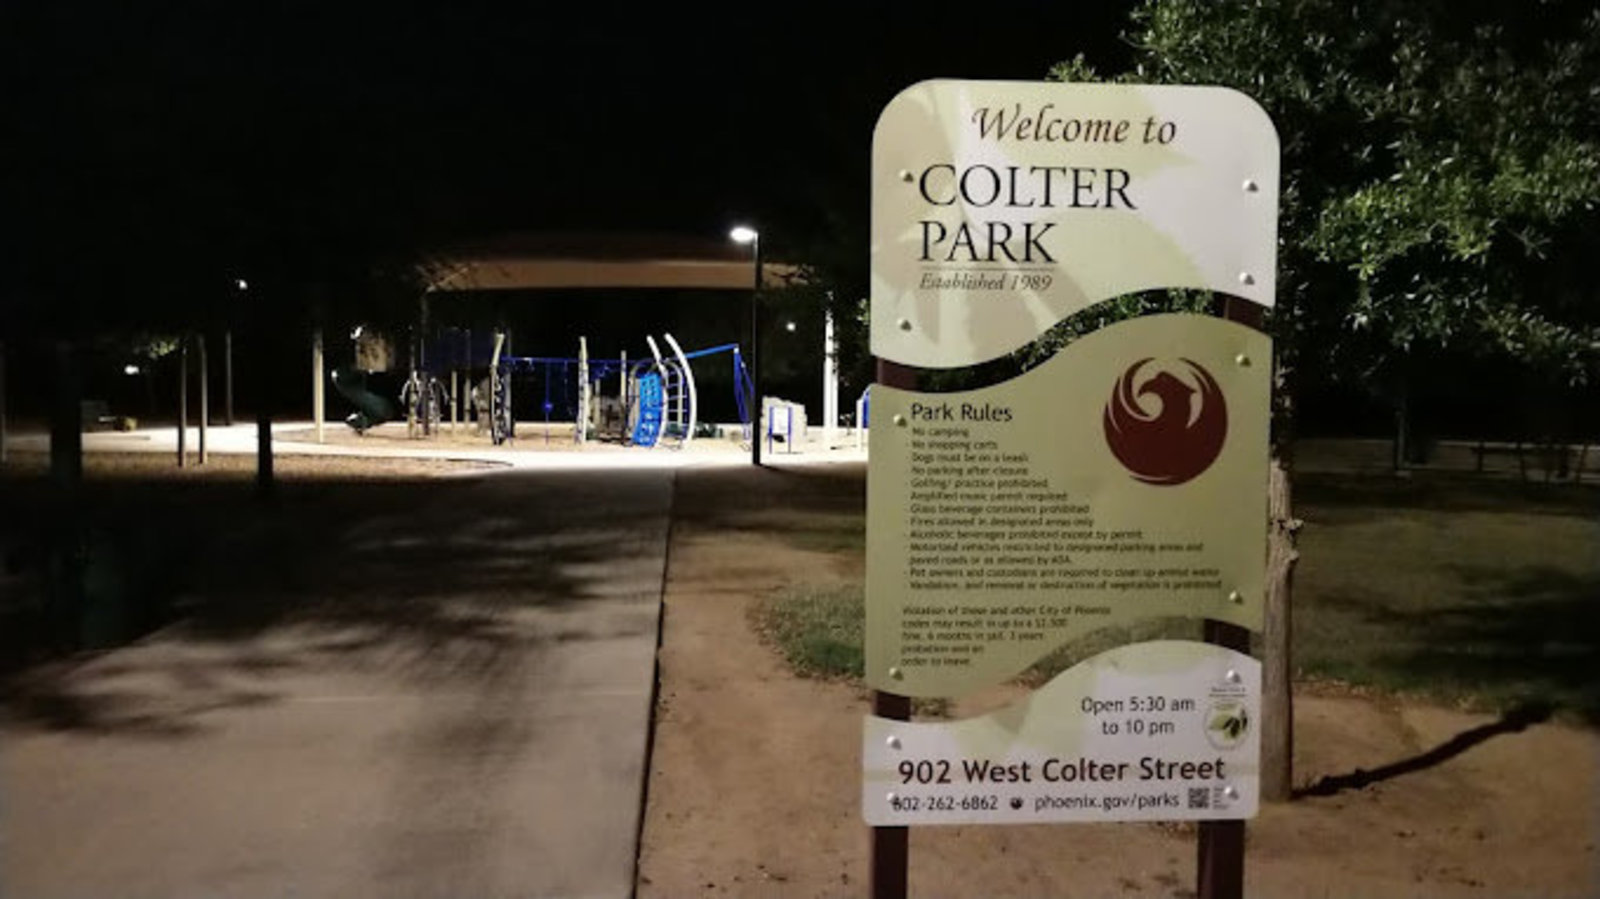 Welcome to
COLTER
PARK
Established 1989
Park Rules
- No camping
- No shopping carts
- Dogs must be on a leash
- No parking after closure
- Golfing/ practice prohibited
- Amplified music permit required
- Glass beverage containers prohibited
- Fires allowed in designated areas only
- Alcoholic beverages prohibited except by permit
- Motorized vehicles restricted to designated parking areas and
paved roads or as allowed by ADA.
- Pet owners and custodians are required to clean up animal waste
- Vandalism, and removal or destruction of vegetation is prohibited
Violation of these and other City of Phoenix
codes may result in up to a $2,500
fine, 6 months in jail, 3 years
probation and an
order to leave.
Open 5:30 am
to 10 pm
902 West Colter Street
602-262-6862 phoenix.gov/parks